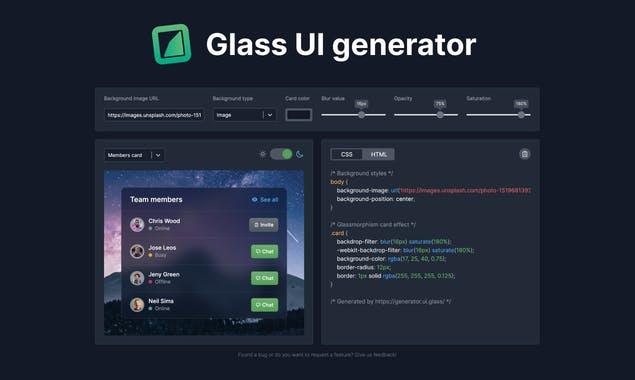 Glass UI generator
Background image URL
Background type
Card color
Blur value
Opacity
Saturation
16px
75%
180%
https://images.unsplash.com/photo-151
Image
Members card
CSS
HTML
Team members
See all
Chris Wood
Online
Invite
Jose Leos
Busy
Chat
Jeny Green
Offline
Chat
Neil Sims
Online
Chat
/* Background styles */
body {
background-image: url('https://images.unsplash.com/photo-1519681393
background-position: center;
}
/* Glassmorphism card effect */
.card {
backdrop-filter: blur(16px) saturate(180%);
-webkit-backdrop-filter: blur(16px) saturate(180%);
background-color: rgba(17, 25, 40, 0.75);
border-radius: 12px;
border: 1px solid rgba(255, 255, 255, 0.125);
}
/* Generated by https://generator.ui.glass/ */
Found a bug or do you want to request a feature? Give us feedback!